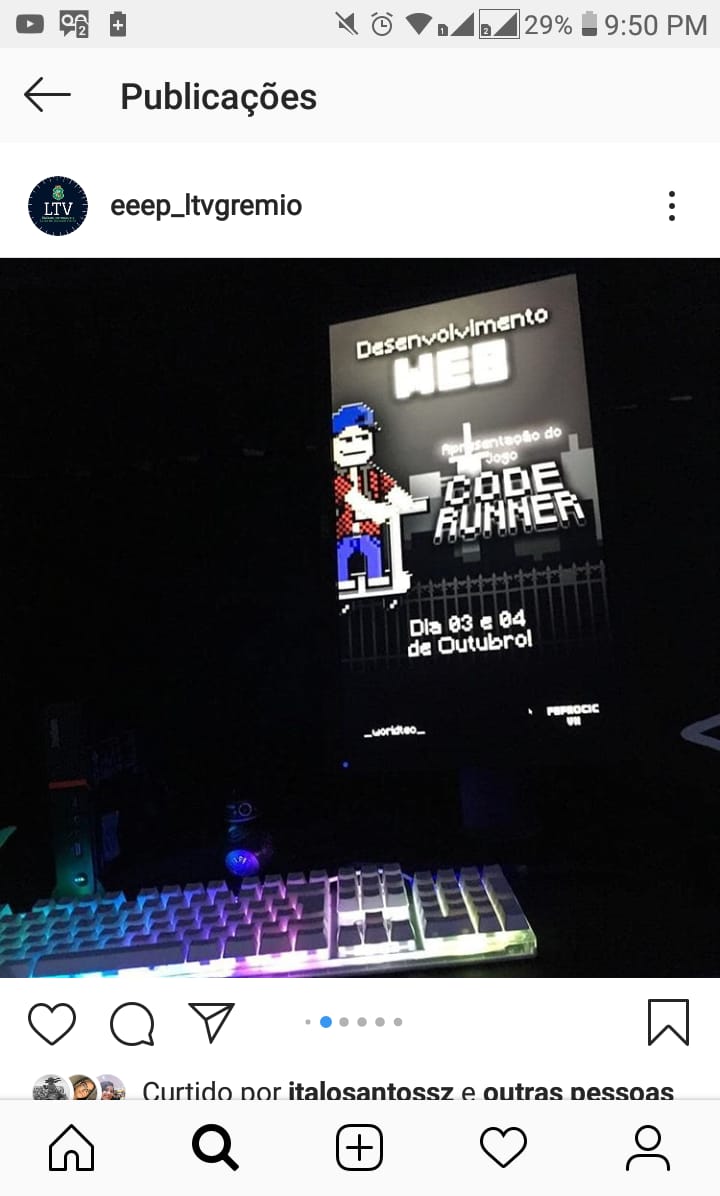 29% 9:50 PM
Publicações
LTV
eeep_ltvgremio
Desenvolvimento
WEB
Apresentação do
Jogo
CODE
RUNNER
Dia 03 e 04
de Outubro!
_worldteo_
VII
Curtido por italosantossz e outras pessoas